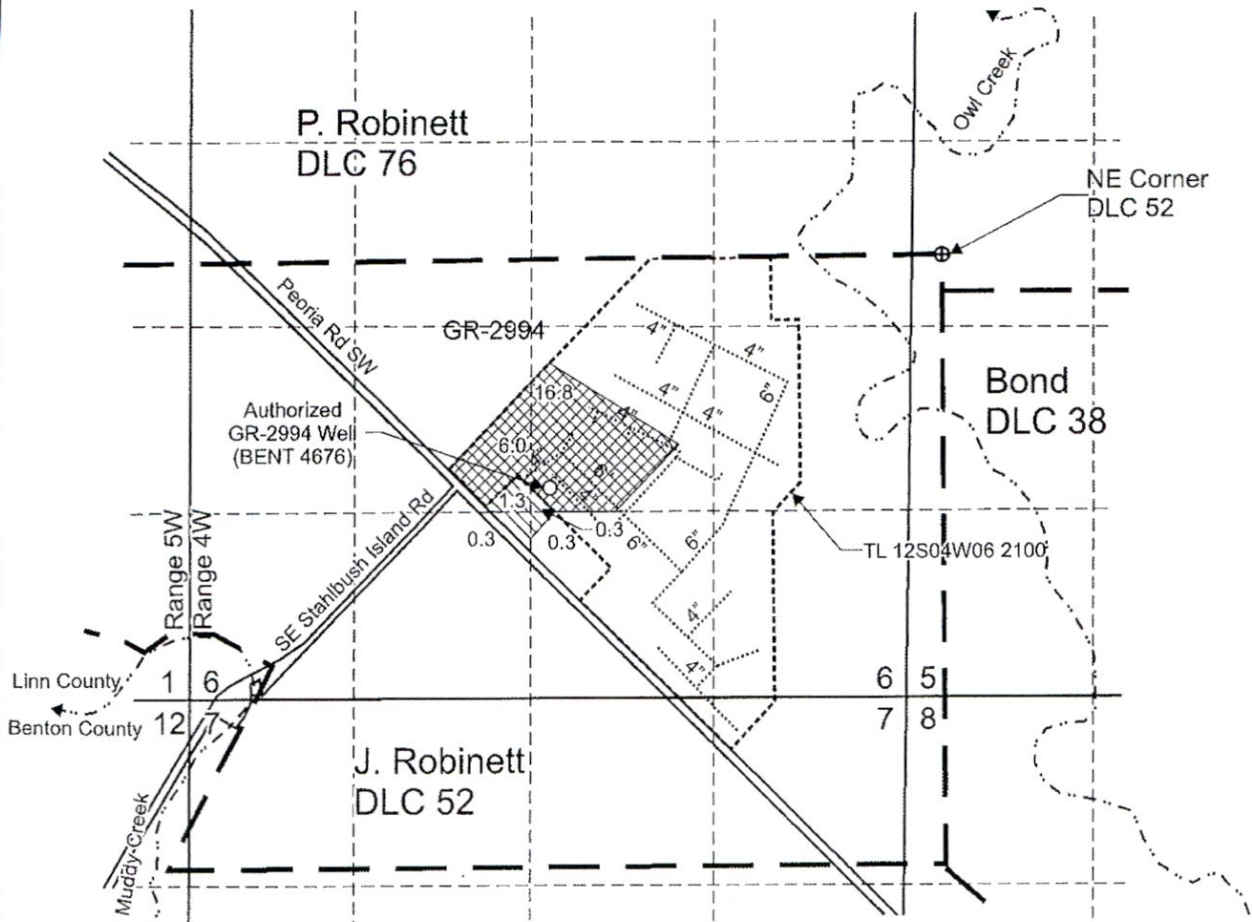 Owl Creek
P. Robinett
DLC 76
NE Corner
DLC 52
Peoria Rd SW
GR-2994
4"
4"
6"
Bond
DLC 38
Authorized
GR-2994 Wel
(BENT 4676)
16.8
4"
4"
4"
6.0
6"
1.3
0.3
0.3
0.3
6"
6"
TL 12S04W06 2100
Range 5W
Range 4W
SE Stahlbush Island Rd
4"
4"
Linn County
1 6
6 5
Benton County
12 7
7 8
J. Robinett
DLC 52
Muddy Creek